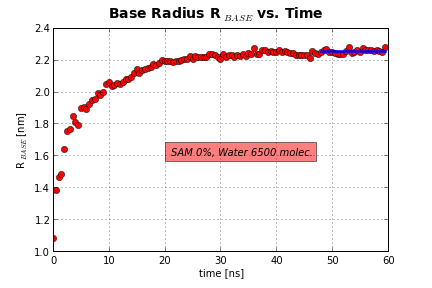 Base Radius R BASE vs. Time
R BASE [nm]
2.4
2.2
2.0
1.8
1.6
1.4
1.2
1.0
SAM 0%, Water 6500 molec.
0 10 20 30 40 50 60
time [ns]